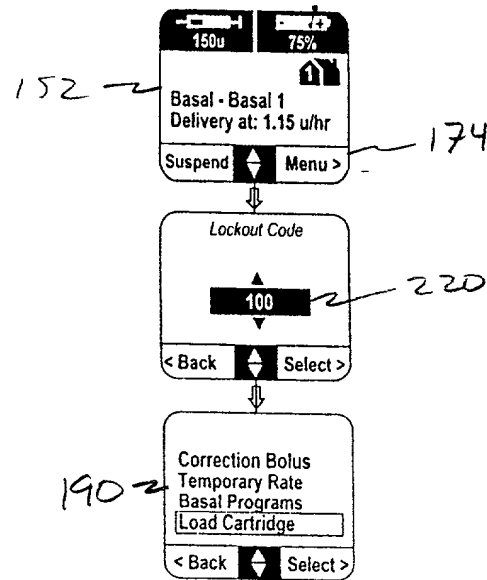 150u 75%
1
152
Basal - Basal 1
Delivery at: 1.15 u/hr
174
Suspend Menu >
Lockout Code
100
220
< Back Select >
190
Correction Bolus
Temporary Rate
Basal Programs
Load Cartridge
< Back Select >